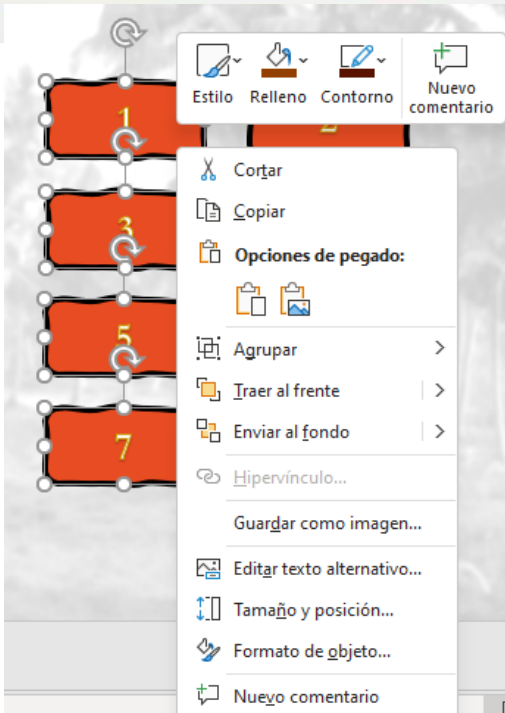 1
2
3
5
7
Estilo
Relleno
Contorno
Nuevo
comentario
Cortar
Copiar
Opciones de pegado:
Agrupar
Traer al frente
Enviar al fondo
Hipervínculo...
Guardar como imagen...
Editar texto alternativo...
Tamaño y posición...
Formato de objeto...
Nuevo comentario